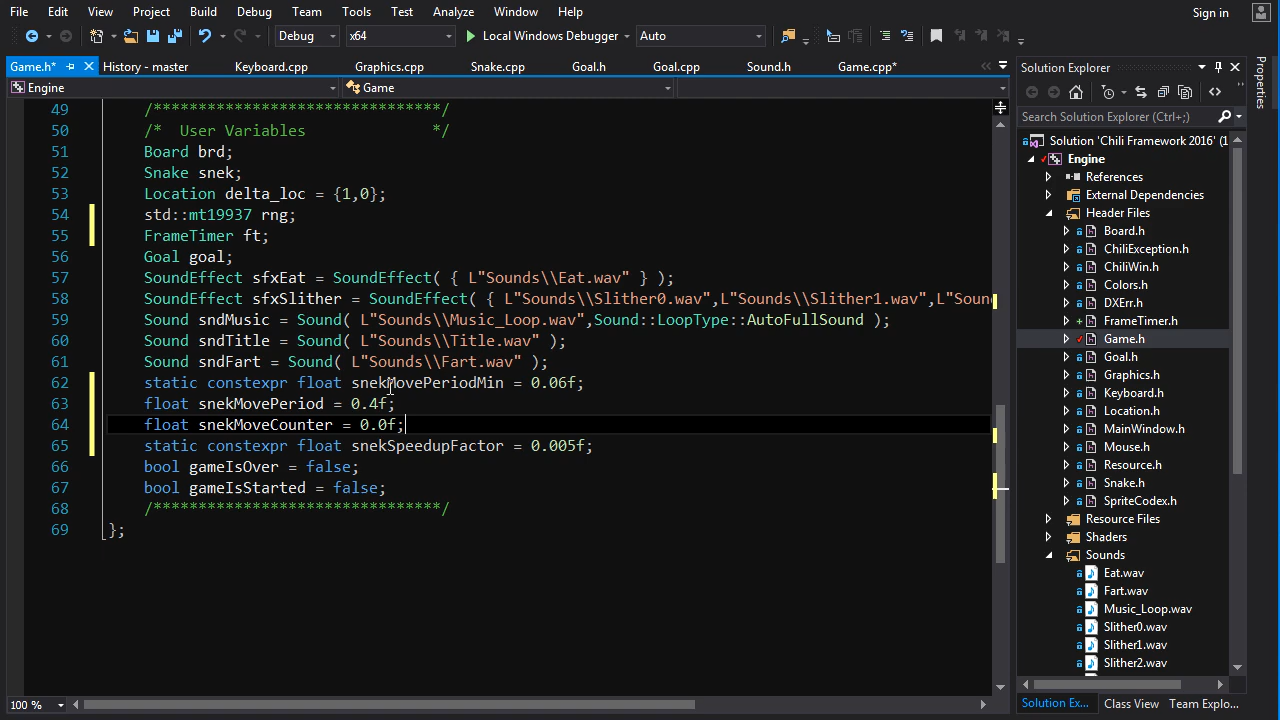 File Edit View Project Build Debug Team Tools Test Analyze Window Help
Sign in
Debug x64 Local Windows Debugger Auto
Game.h* History - master Keyboard.cpp Graphics.cpp Snake.cpp Goal.h Goal.cpp Sound.h Game.cpp*
Engine Game
49 /********************************/
50 /* User Variables */
51 Board brd;
52 Snake snek;
53 Location delta_loc = {1,0};
54 std::mt19937 rng;
55 FrameTimer ft;
56 Goal goal;
57 SoundEffect sfxEat = SoundEffect( { L"Sounds\\Eat.wav" } );
58 SoundEffect sfxSlither = SoundEffect( { L"Sounds\\Slither0.wav",L"Sounds\\Slither1.wav",L"Soun
59 Sound sndMusic = Sound( L"Sounds\\Music_Loop.wav",Sound::LoopType::AutoFullSound );
60 Sound sndTitle = Sound( L"Sounds\\Title.wav" );
61 Sound sndFart = Sound( L"Sounds\\Fart.wav" );
62 static constexpr float snekMovePeriodMin = 0.06f;
63 float snekMovePeriod = 0.4f;
64 float snekMoveCounter = 0.0f;
65 static constexpr float snekSpeedupFactor = 0.005f;
66 bool gameIsOver = false;
67 bool gameIsStarted = false;
68 /********************************/
69 };
100 %
Solution Explorer
Search Solution Explorer (Ctrl+;)
Solution 'Chili Framework 2016' (1
Engine
References
External Dependencies
Header Files
Board.h
ChiliException.h
ChiliWin.h
Colors.h
DXErr.h
FrameTimer.h
Game.h
Goal.h
Graphics.h
Keyboard.h
Location.h
MainWindow.h
Mouse.h
Resource.h
Snake.h
SpriteCodex.h
Resource Files
Shaders
Sounds
Eat.wav
Fart.wav
Music_Loop.wav
Slither0.wav
Slither1.wav
Slither2.wav
Solution Ex... Class View Team Explo...
Properties